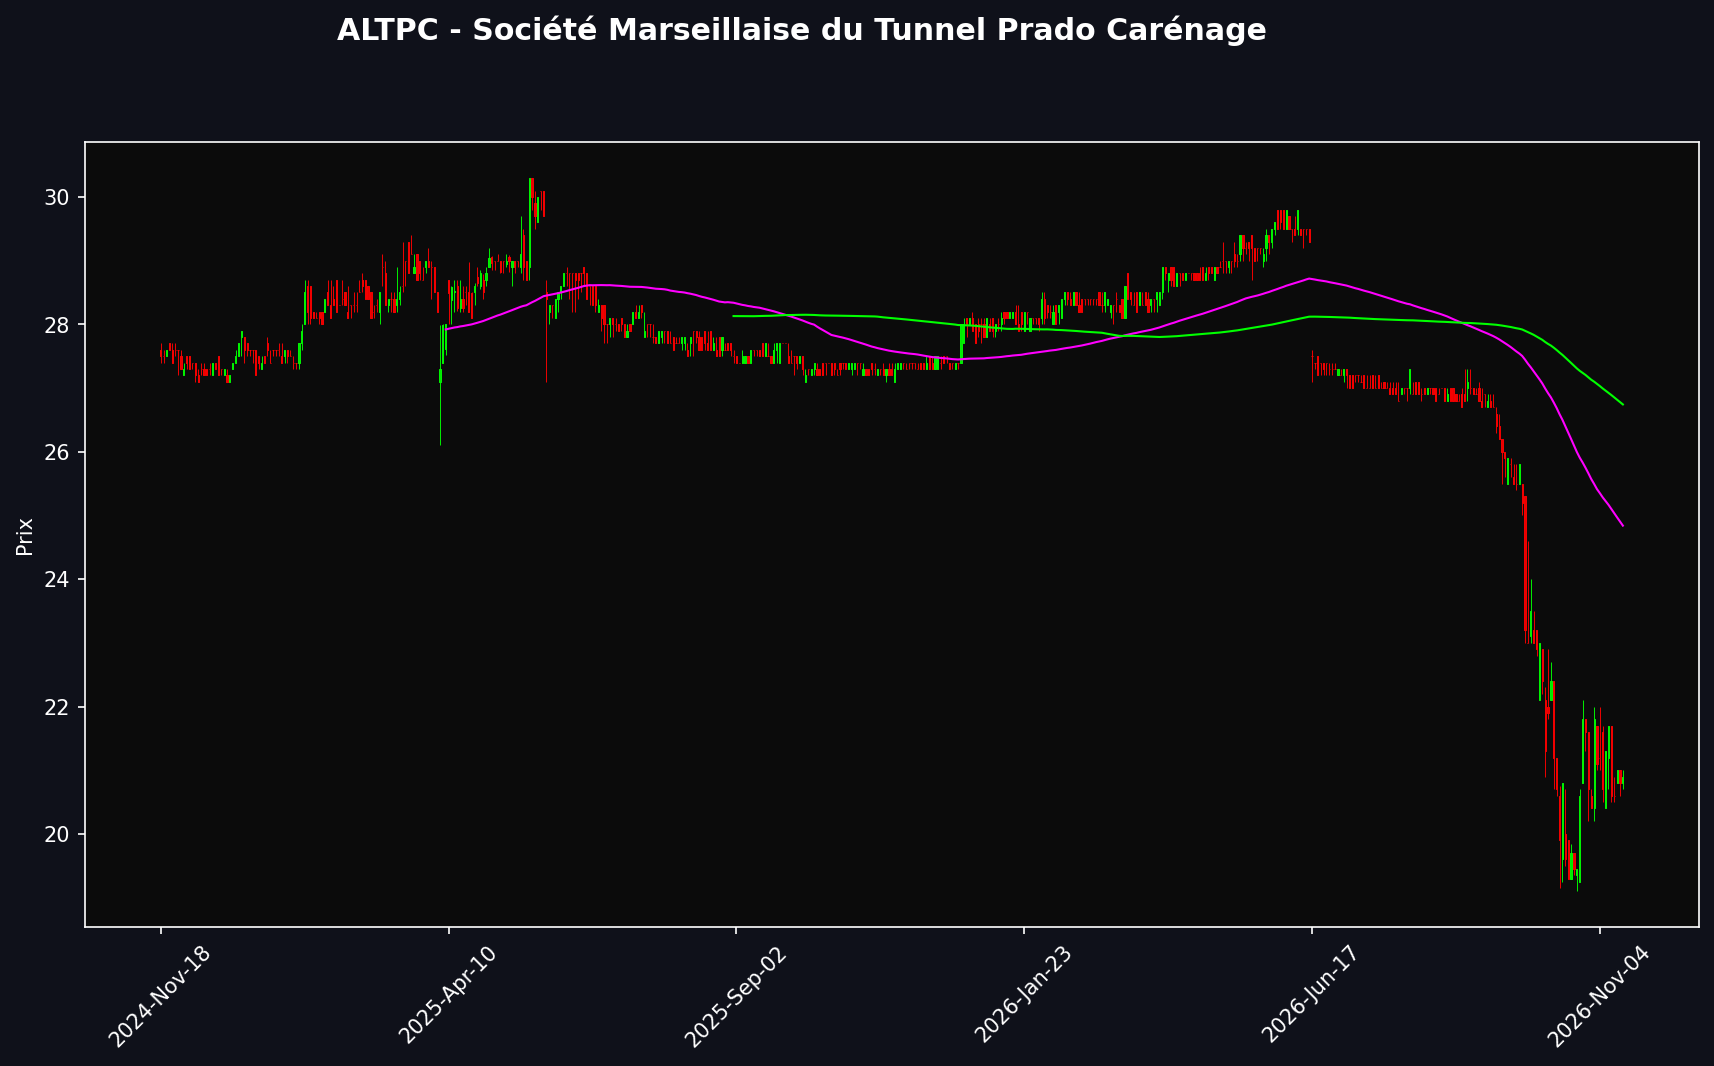 ALTPC - Société Marseillaise du Tunnel Prado Carénage
Prix
30
28
26
24
22
20
2024-Nov-18
2025-Apr-10
2025-Sep-02
2026-Jan-23
2026-Jun-17
2026-Nov-04